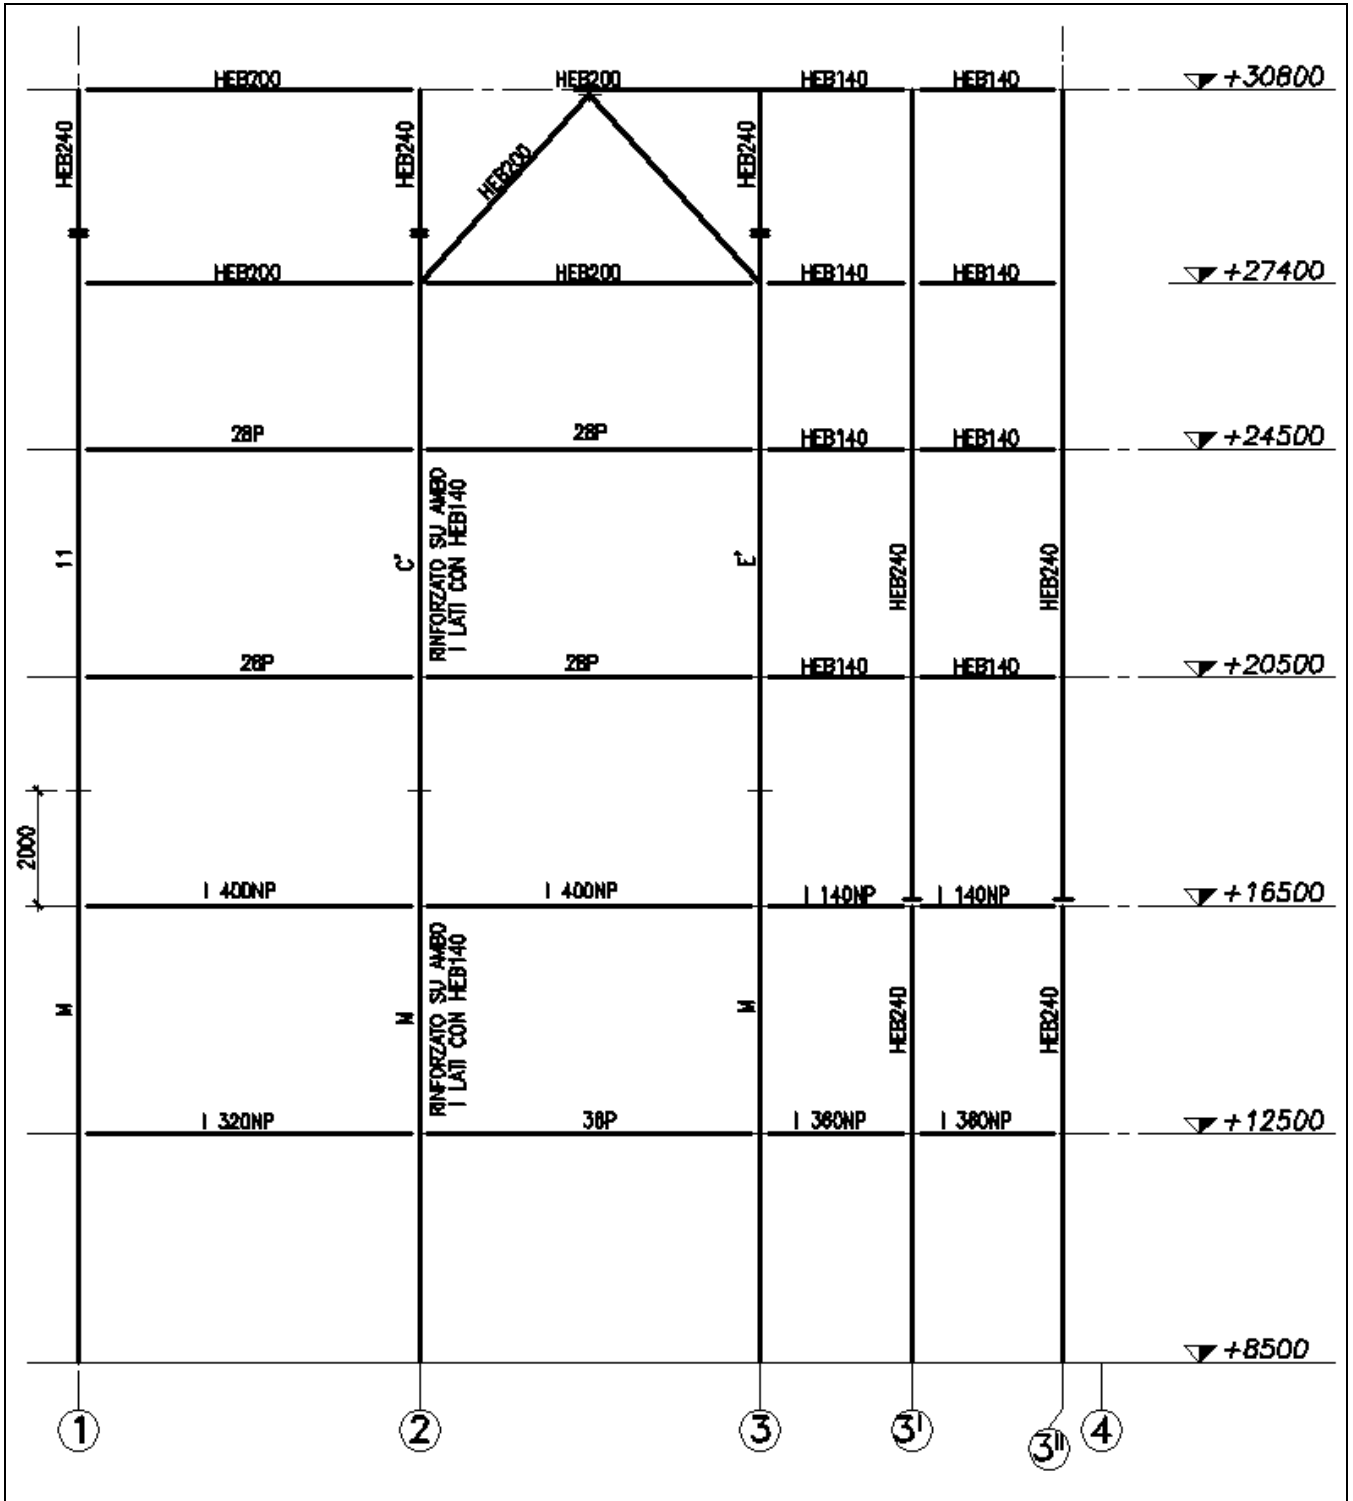 HEB200 HEB200 HEB140 HEB140 +30800
HEB240 HEB240 HEB200 HEB240
HEB200 HEB200 HEB140 HEB140 +27400
28P 28P HEB140 HEB140 +24500
11 C' RINFORZATO SU AMBO
I LATI CON HEB140
E' HEB240 HEB240
28P 28P HEB140 HEB140 +20500
2000
I 400NP I 400NP I 140NP I 140NP +16500
M M RINFORZATO SU AMBO
I LATI CON HEB140
M HEB240 HEB240
I 320NP 38P I 380NP I 380NP +12500
+8500
1 2 3 3' 3" 4